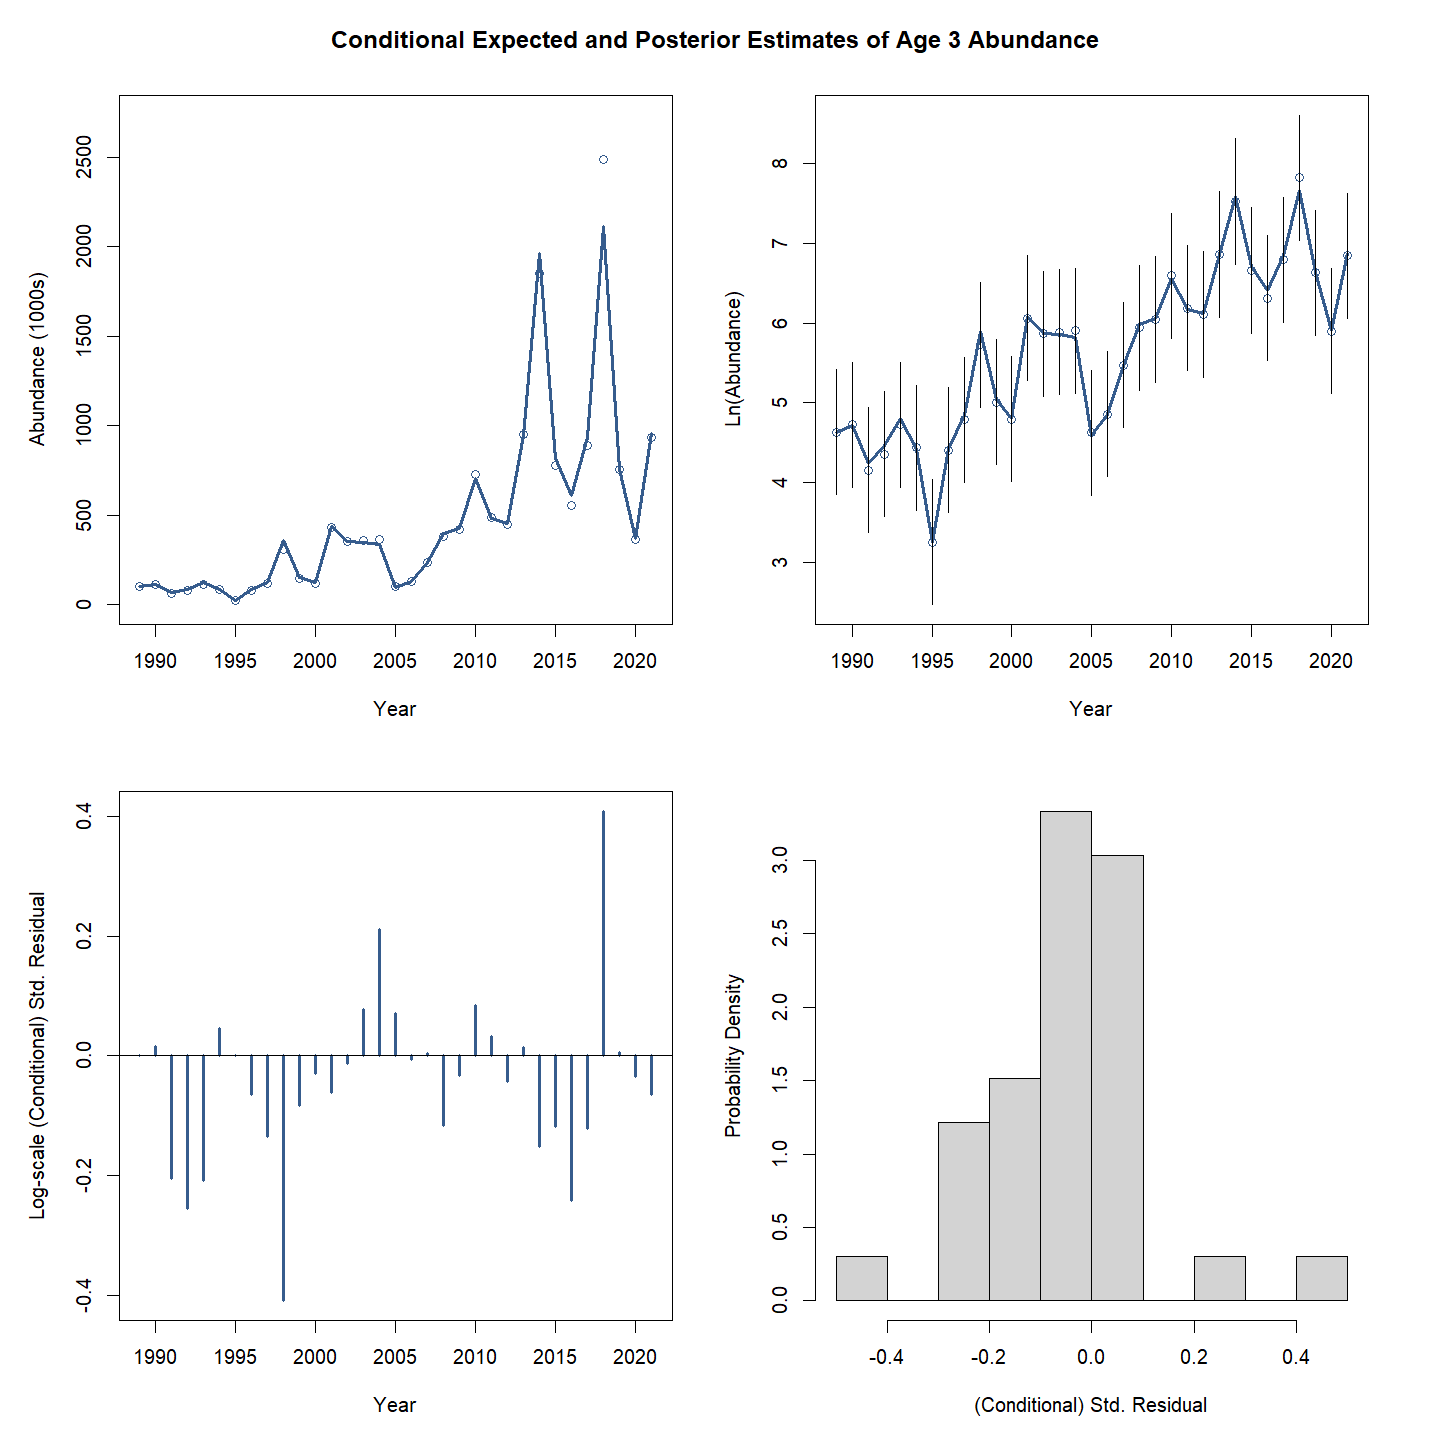 Conditional Expected and Posterior Estimates of Age 3 Abundance
Abundance (1000s)
2500
2000
1500
1000
500
0
1990 1995 2000 2005 2010 2015 2020
Year
Ln(Abundance)
8
7
6
5
4
3
1990 1995 2000 2005 2010 2015 2020
Year
Log-scale (Conditional) Std. Residual
0.4
0.2
0.0
-0.2
-0.4
1990 1995 2000 2005 2010 2015 2020
Year
Probability Density
3.0
2.5
2.0
1.5
1.0
0.5
0.0
-0.4 -0.2 0.0 0.2 0.4
(Conditional) Std. Residual